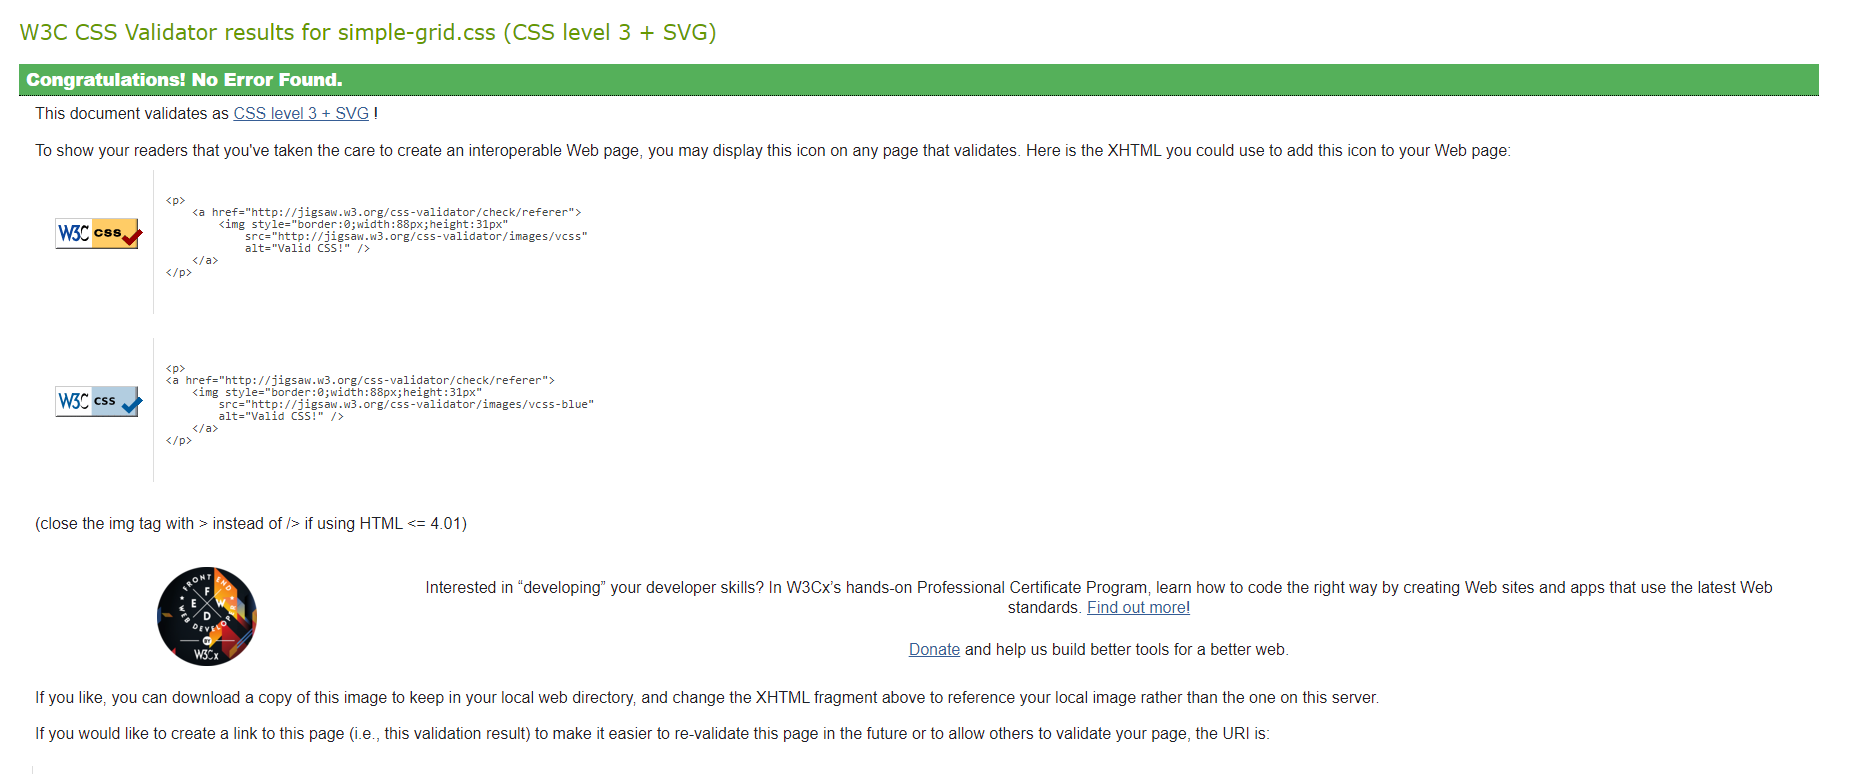 W3C CSS Validator results for simple-grid.css (CSS level 3 + SVG)
Congratulations! No Error Found.
This document validates as CSS level 3 + SVG !
To show your readers that you've taken the care to create an interoperable Web page, you may display this icon on any page that validates. Here is the XHTML you could use to add this icon to your Web page:
W3C css
<p>
<a href="http://jigsaw.w3.org/css-validator/check/referer">
<img style="border:0;width:88px;height:31px"
src="http://jigsaw.w3.org/css-validator/images/vcss"
alt="Valid CSS!" />
</a>
</p>
W3C css
<p>
<a href="http://jigsaw.w3.org/css-validator/check/referer">
<img style="border:0;width:88px;height:31px"
src="http://jigsaw.w3.org/css-validator/images/vcss-blue"
alt="Valid CSS!" />
</a>
</p>
(close the img tag with > instead of /> if using HTML <= 4.01)
FRONT END
F
E W
D
WEB DEVELOPER
BY
W3Cx
Interested in “developing” your developer skills? In W3Cx’s hands-on Professional Certificate Program, learn how to code the right way by creating Web sites and apps that use the latest Web
standards. Find out more!
Donate and help us build better tools for a better web.
If you like, you can download a copy of this image to keep in your local web directory, and change the XHTML fragment above to reference your local image rather than the one on this server.
If you would like to create a link to this page (i.e., this validation result) to make it easier to re-validate this page in the future or to allow others to validate your page, the URI is: